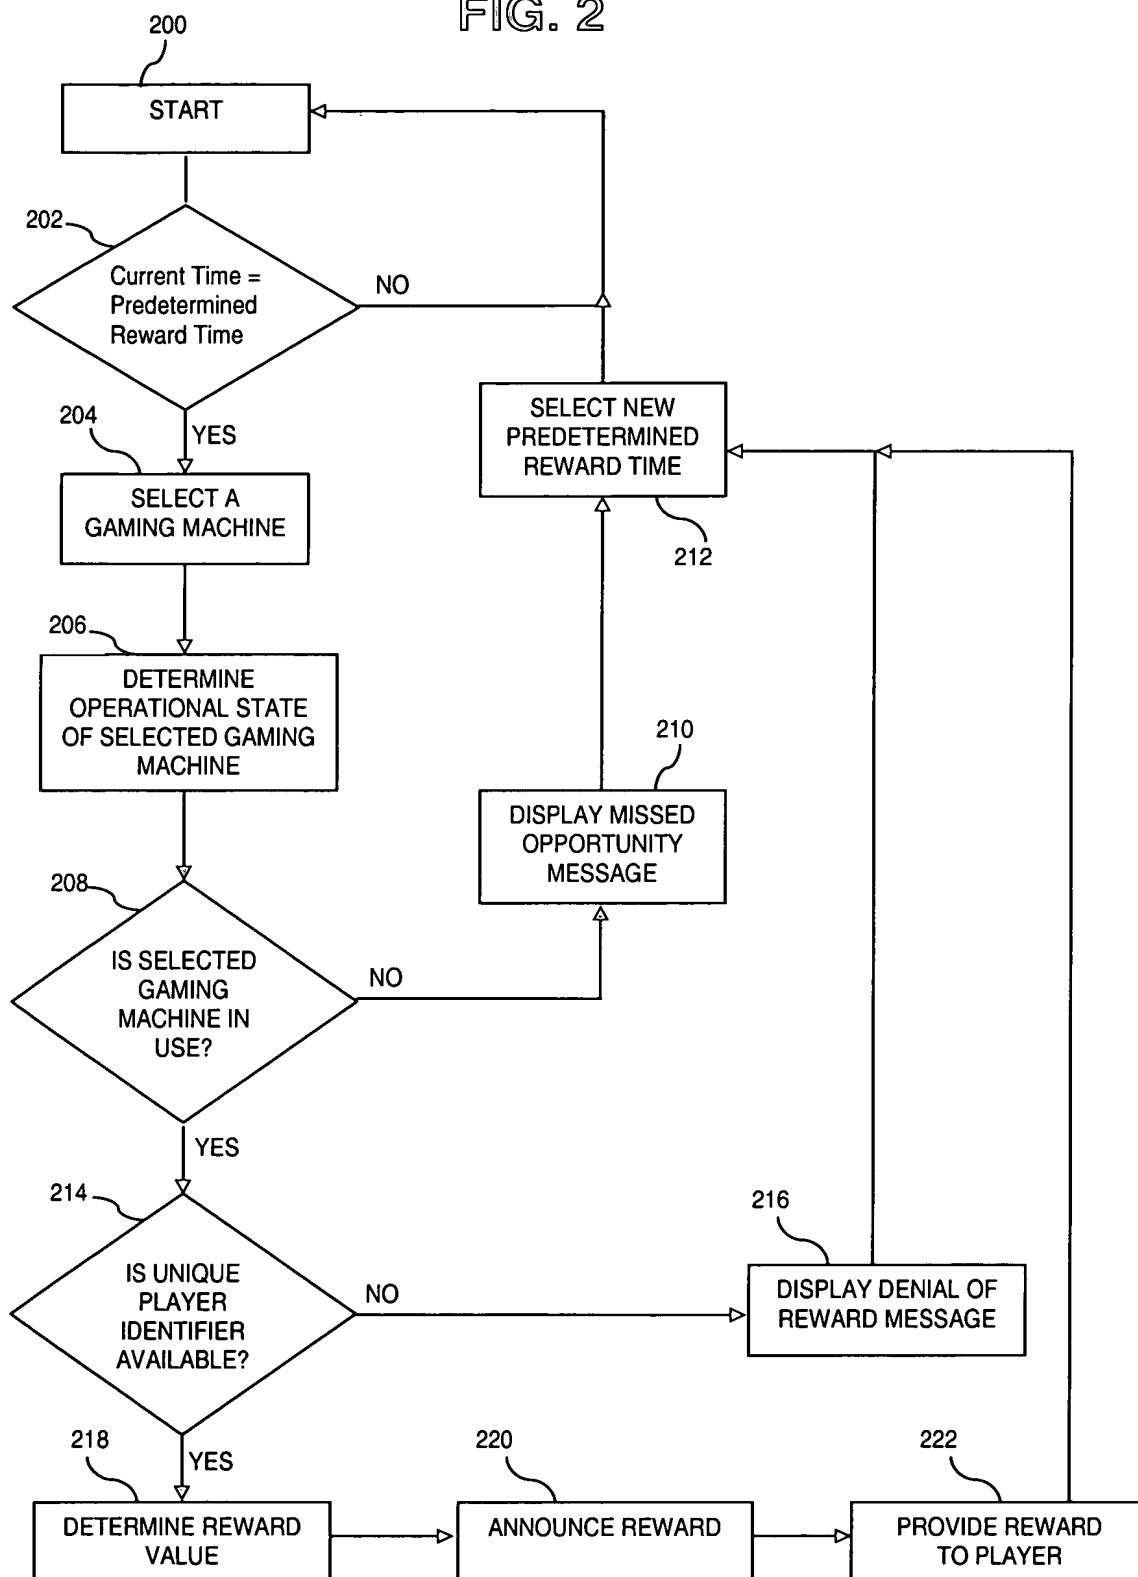 FIG. 2
200
START
202
Current Time =
Predetermined
Reward Time
NO
204
YES
SELECT A
GAMING MACHINE
SELECT NEW
PREDETERMINED
REWARD TIME
212
206
DETERMINE
OPERATIONAL STATE
OF SELECTED GAMING
MACHINE
210
DISPLAY MISSED
OPPORTUNITY
MESSAGE
208
IS SELECTED
GAMING
MACHINE IN
USE?
NO
YES
214
IS UNIQUE
PLAYER
IDENTIFIER
AVAILABLE?
NO
216
DISPLAY DENIAL OF
REWARD MESSAGE
218
YES
DETERMINE REWARD
VALUE
220
ANNOUNCE REWARD
222
PROVIDE REWARD
TO PLAYER